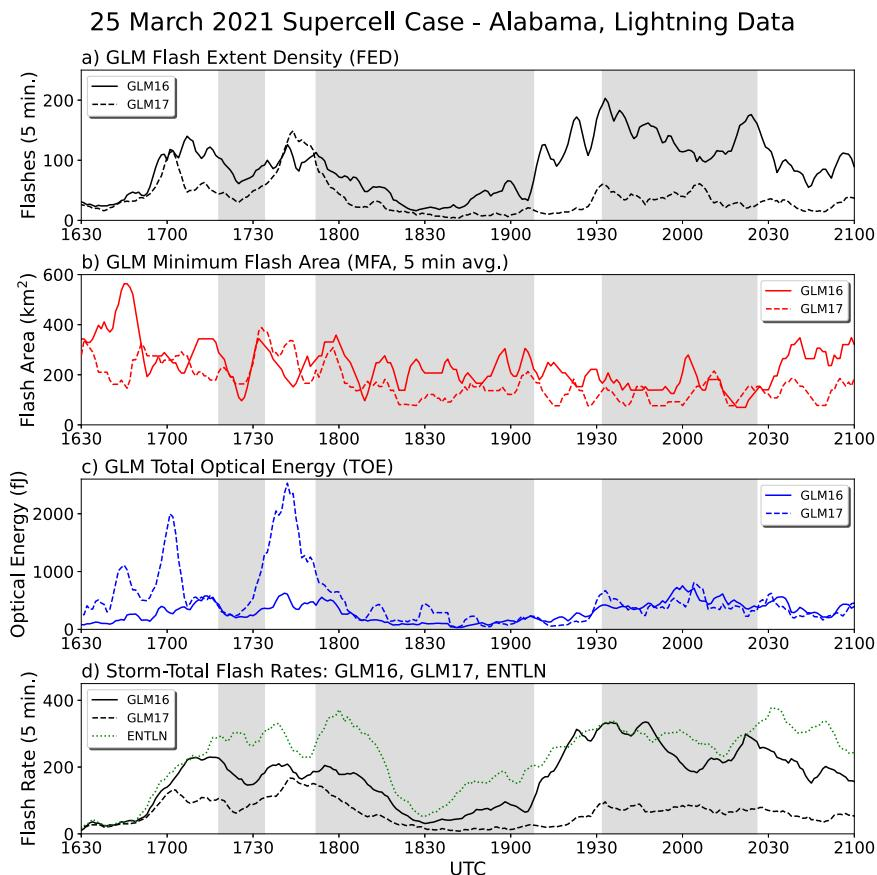 25 March 2021 Supercell Case - Alabama, Lightning Data
a) GLM Flash Extent Density (FED)
Flashes (5 min.)
200
100
0
GLM16
GLM17
1630 1700 1730 1800 1830 1900 1930 2000 2030 2100
b) GLM Minimum Flash Area (MFA, 5 min avg.)
Flash Area (km²)
600
400
200
0
GLM16
GLM17
1630 1700 1730 1800 1830 1900 1930 2000 2030 2100
c) GLM Total Optical Energy (TOE)
Optical Energy (fJ)
2000
1000
0
GLM16
GLM17
1630 1700 1730 1800 1830 1900 1930 2000 2030 2100
d) Storm-Total Flash Rates: GLM16, GLM17, ENTLN
Flash Rate (5 min.)
400
200
0
GLM16
GLM17
ENTLN
1630 1700 1730 1800 1830 1900 1930 2000 2030 2100
UTC